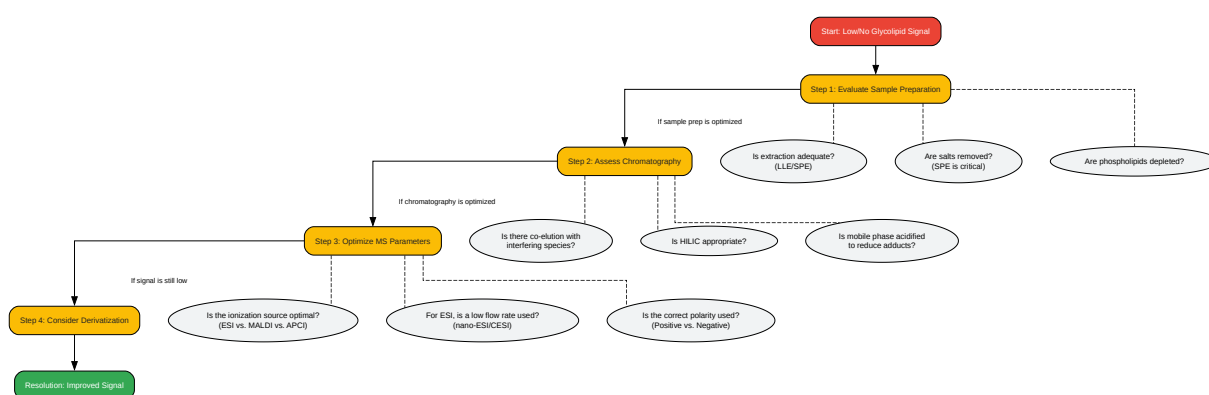 Start: Low/No Glycolipid Signal
Step 1: Evaluate Sample Preparation
If sample prep is optimized
Step 2: Assess Chromatography
Is extraction adequate?
(LLE/SPE)
Are salts removed?
(SPE is critical)
Are phospholipids depleted?
If chromatography is optimized
Step 3: Optimize MS Parameters
Is there co-elution with
interfering species?
Is HILIC appropriate?
Is mobile phase acidified
to reduce adducts?
If signal is still low
Step 4: Consider Derivatization
Is the ionization source optimal?
(ESI vs. MALDI vs. APCI)
For ESI, is a low flow rate used?
(nano-ESI/CESI)
Is the correct polarity used?
(Positive vs. Negative)
Resolution: Improved Signal